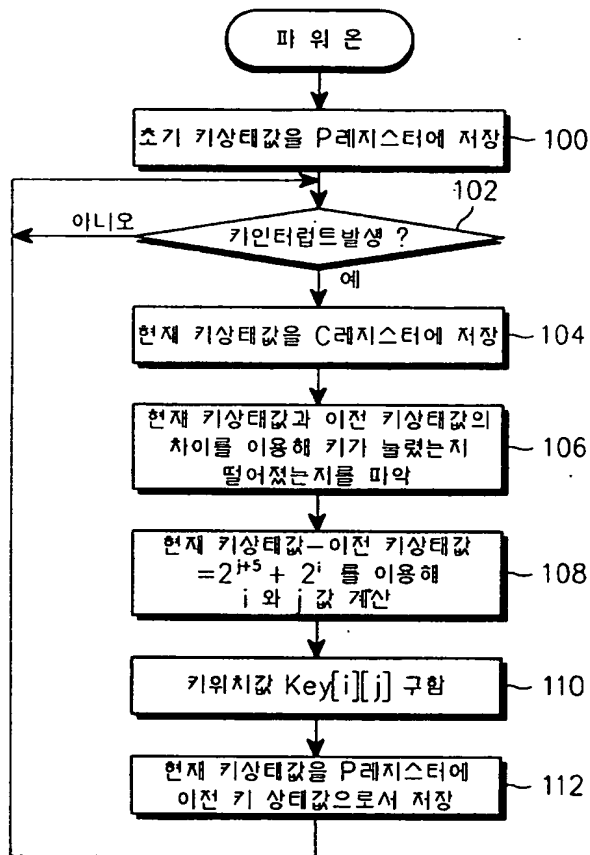 파 워 온
초기 키상태값을 P레지스터에 저장
100
102
아니오
키인터럽트발생 ?
예
현재 키상태값을 C레지스터에 저장
104
현재 키상태값과 이전 키상태값의
차이를 이용해 키가 눌렸는지
떨어졌는지를 파악
106
현재 키상태값－이전 키상태값
=2^{j+5} + 2^{i} 를 이용해
i 와 j 값 계산
108
키위치값 Key[i][j] 구함
110
현재 키상태값을 P레지스터에
이전 키 상태값으로서 저장
112